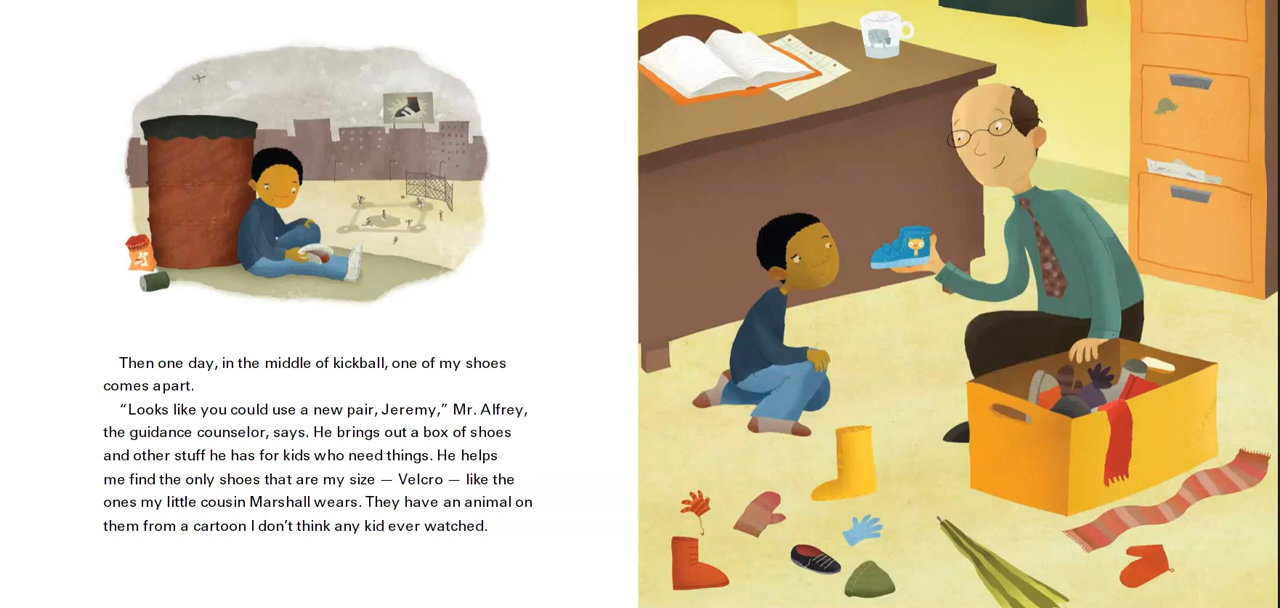 Then one day, in the middle of kickball, one of my shoes
comes apart.
“Looks like you could use a new pair, Jeremy,” Mr. Alfrey,
the guidance counselor, says. He brings out a box of shoes
and other stuff he has for kids who need things. He helps
me find the only shoes that are my size — Velcro — like the
ones my little cousin Marshall wears. They have an animal on
them from a cartoon I don’t think any kid ever watched.